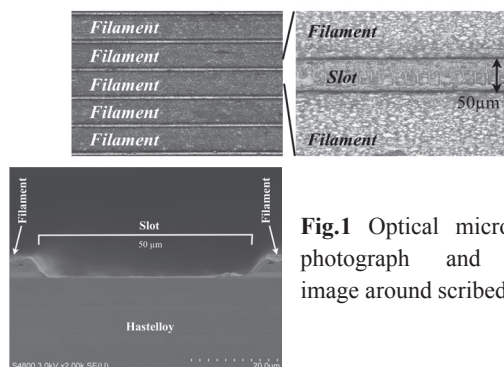 Filament
Filament
Filament
Filament
Filament
Filament
Slot
50μm
Filament
Filament
Slot
Filament
50 μm
Fig.1 Optical micro
photograph and
image around scribed
Hastelloy
S4800 3.0kV x2.00k SE(U)
20.0um